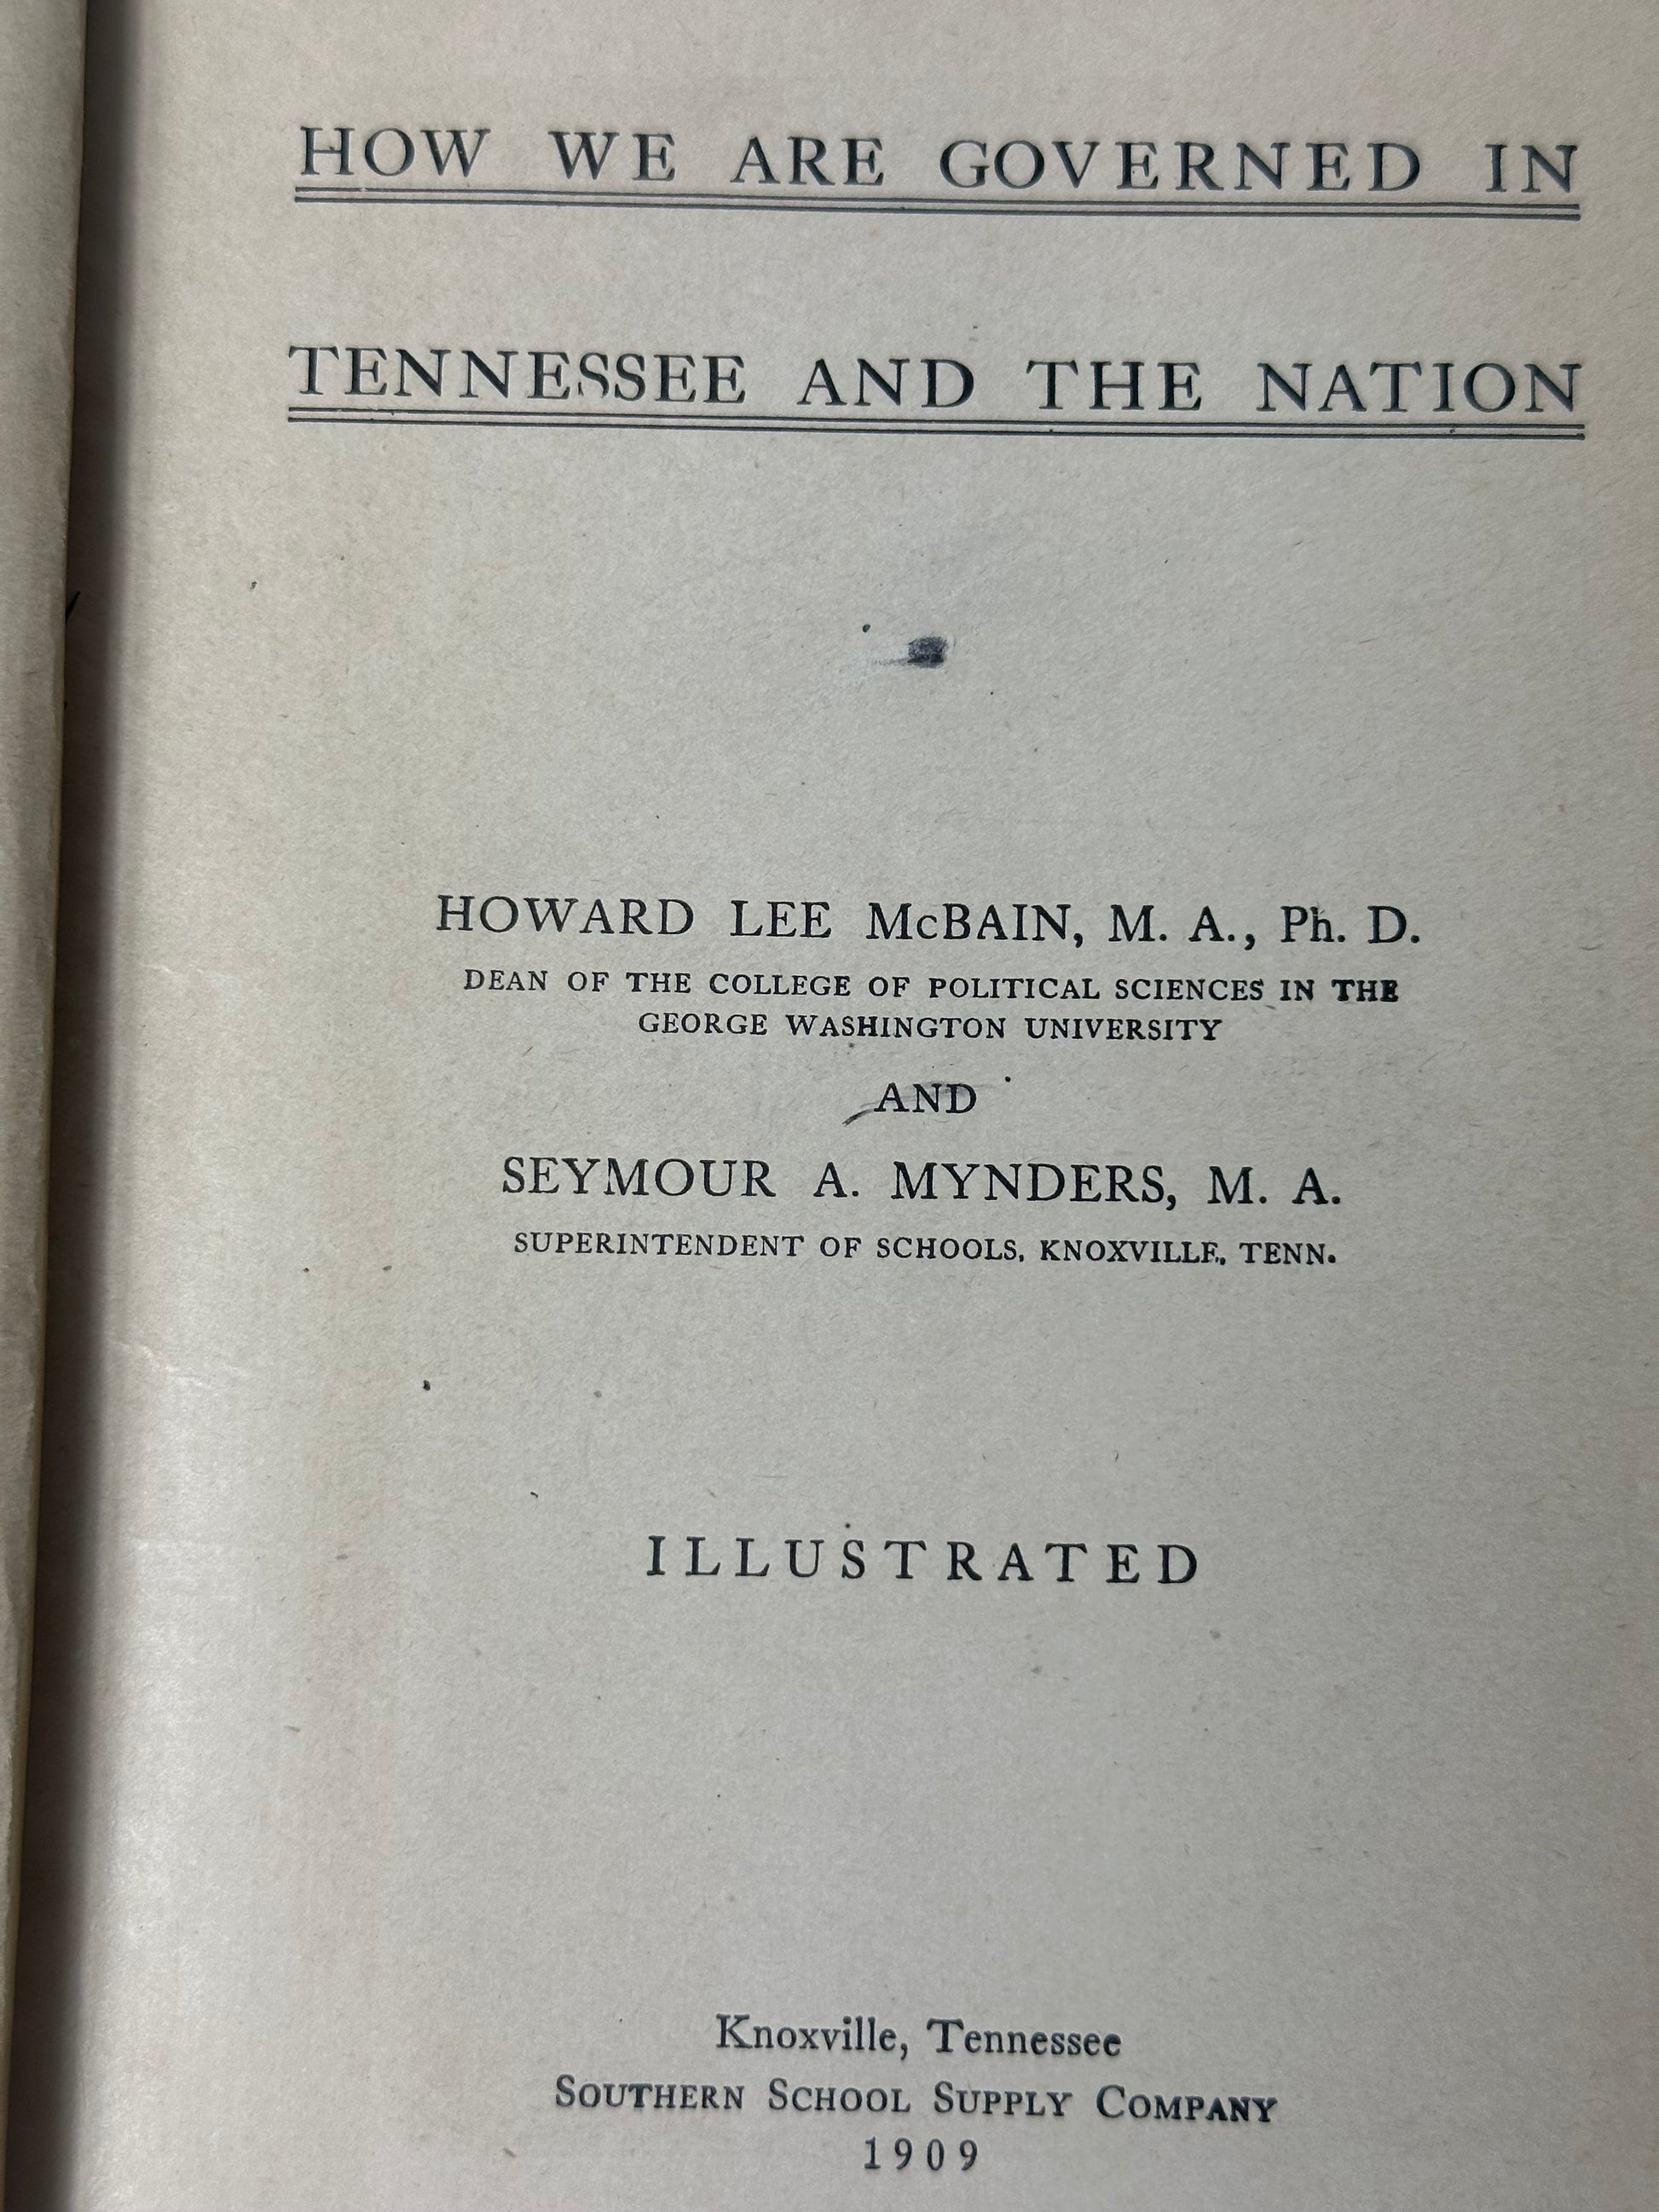 HOW WE ARE GOVERNED IN
TENNESSEE AND THE NATION
HOWARD LEE McBAIN, M. A., Ph. D.
DEAN OF THE COLLEGE OF POLITICAL SCIENCES IN THE
GEORGE WASHINGTON UNIVERSITY
AND
SEYMOUR A. MYNDERS, M. A.
SUPERINTENDENT OF SCHOOLS, KNOXVILLE, TENN.
ILLUSTRATED
Knoxville, Tennessee
SOUTHERN SCHOOL SUPPLY COMPANY
1909